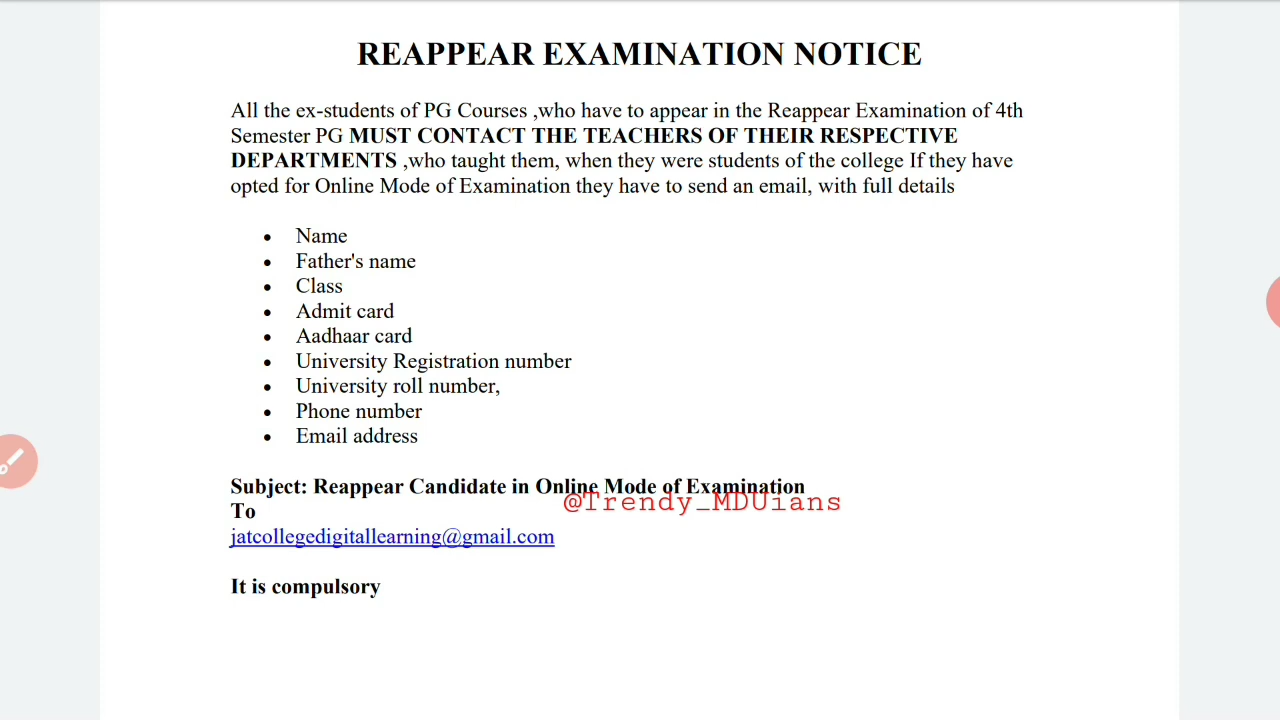 REAPPEAR EXAMINATION NOTICE
All the ex-students of PG Courses ,who have to appear in the Reappear Examination of 4th
Semester PG MUST CONTACT THE TEACHERS OF THEIR RESPECTIVE
DEPARTMENTS ,who taught them, when they were students of the college If they have
opted for Online Mode of Examination they have to send an email, with full details
• Name
• Father's name
• Class
• Admit card
• Aadhaar card
• University Registration number
• University roll number,
• Phone number
• Email address
Subject: Reappear Candidate in Online Mode of Examination
@Trendy_MDUians
To
jatcollegedigitallearning@gmail.com
It is compulsory